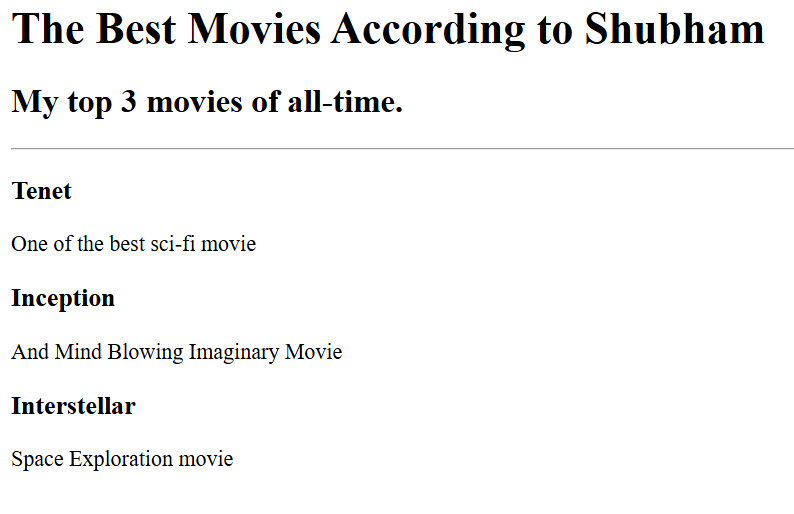 The Best Movies According to Shubham
My top 3 movies of all-time.
Tenet
One of the best sci-fi movie
Inception
And Mind Blowing Imaginary Movie
Interstellar
Space Exploration movie